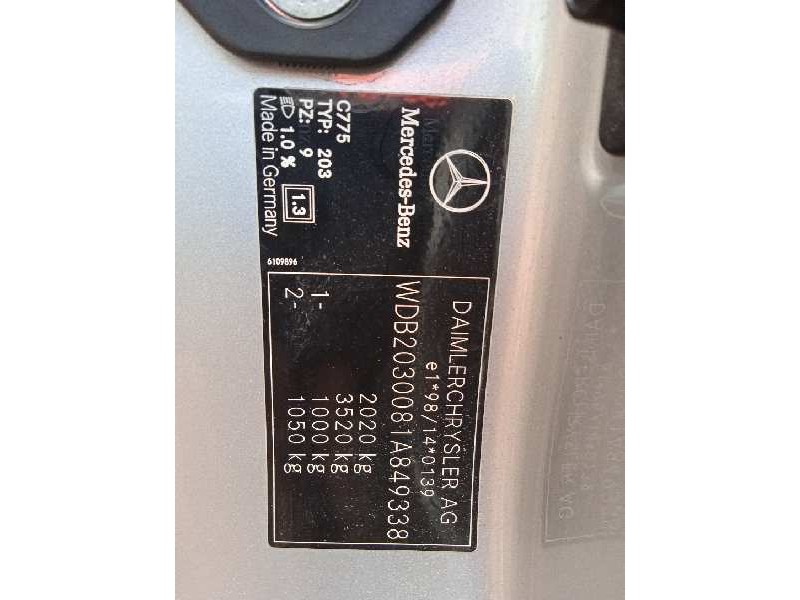 Mercedes-Benz
C775
TYP: 203
PZ: 9
1.0 %
1.3
Made in Germany
6109896
DAIMLERCHRYSLER AG
e1*98/14*0139
WDB2030081A849338
2020 kg
3520 kg
1- 1000 kg
2- 1050 kg